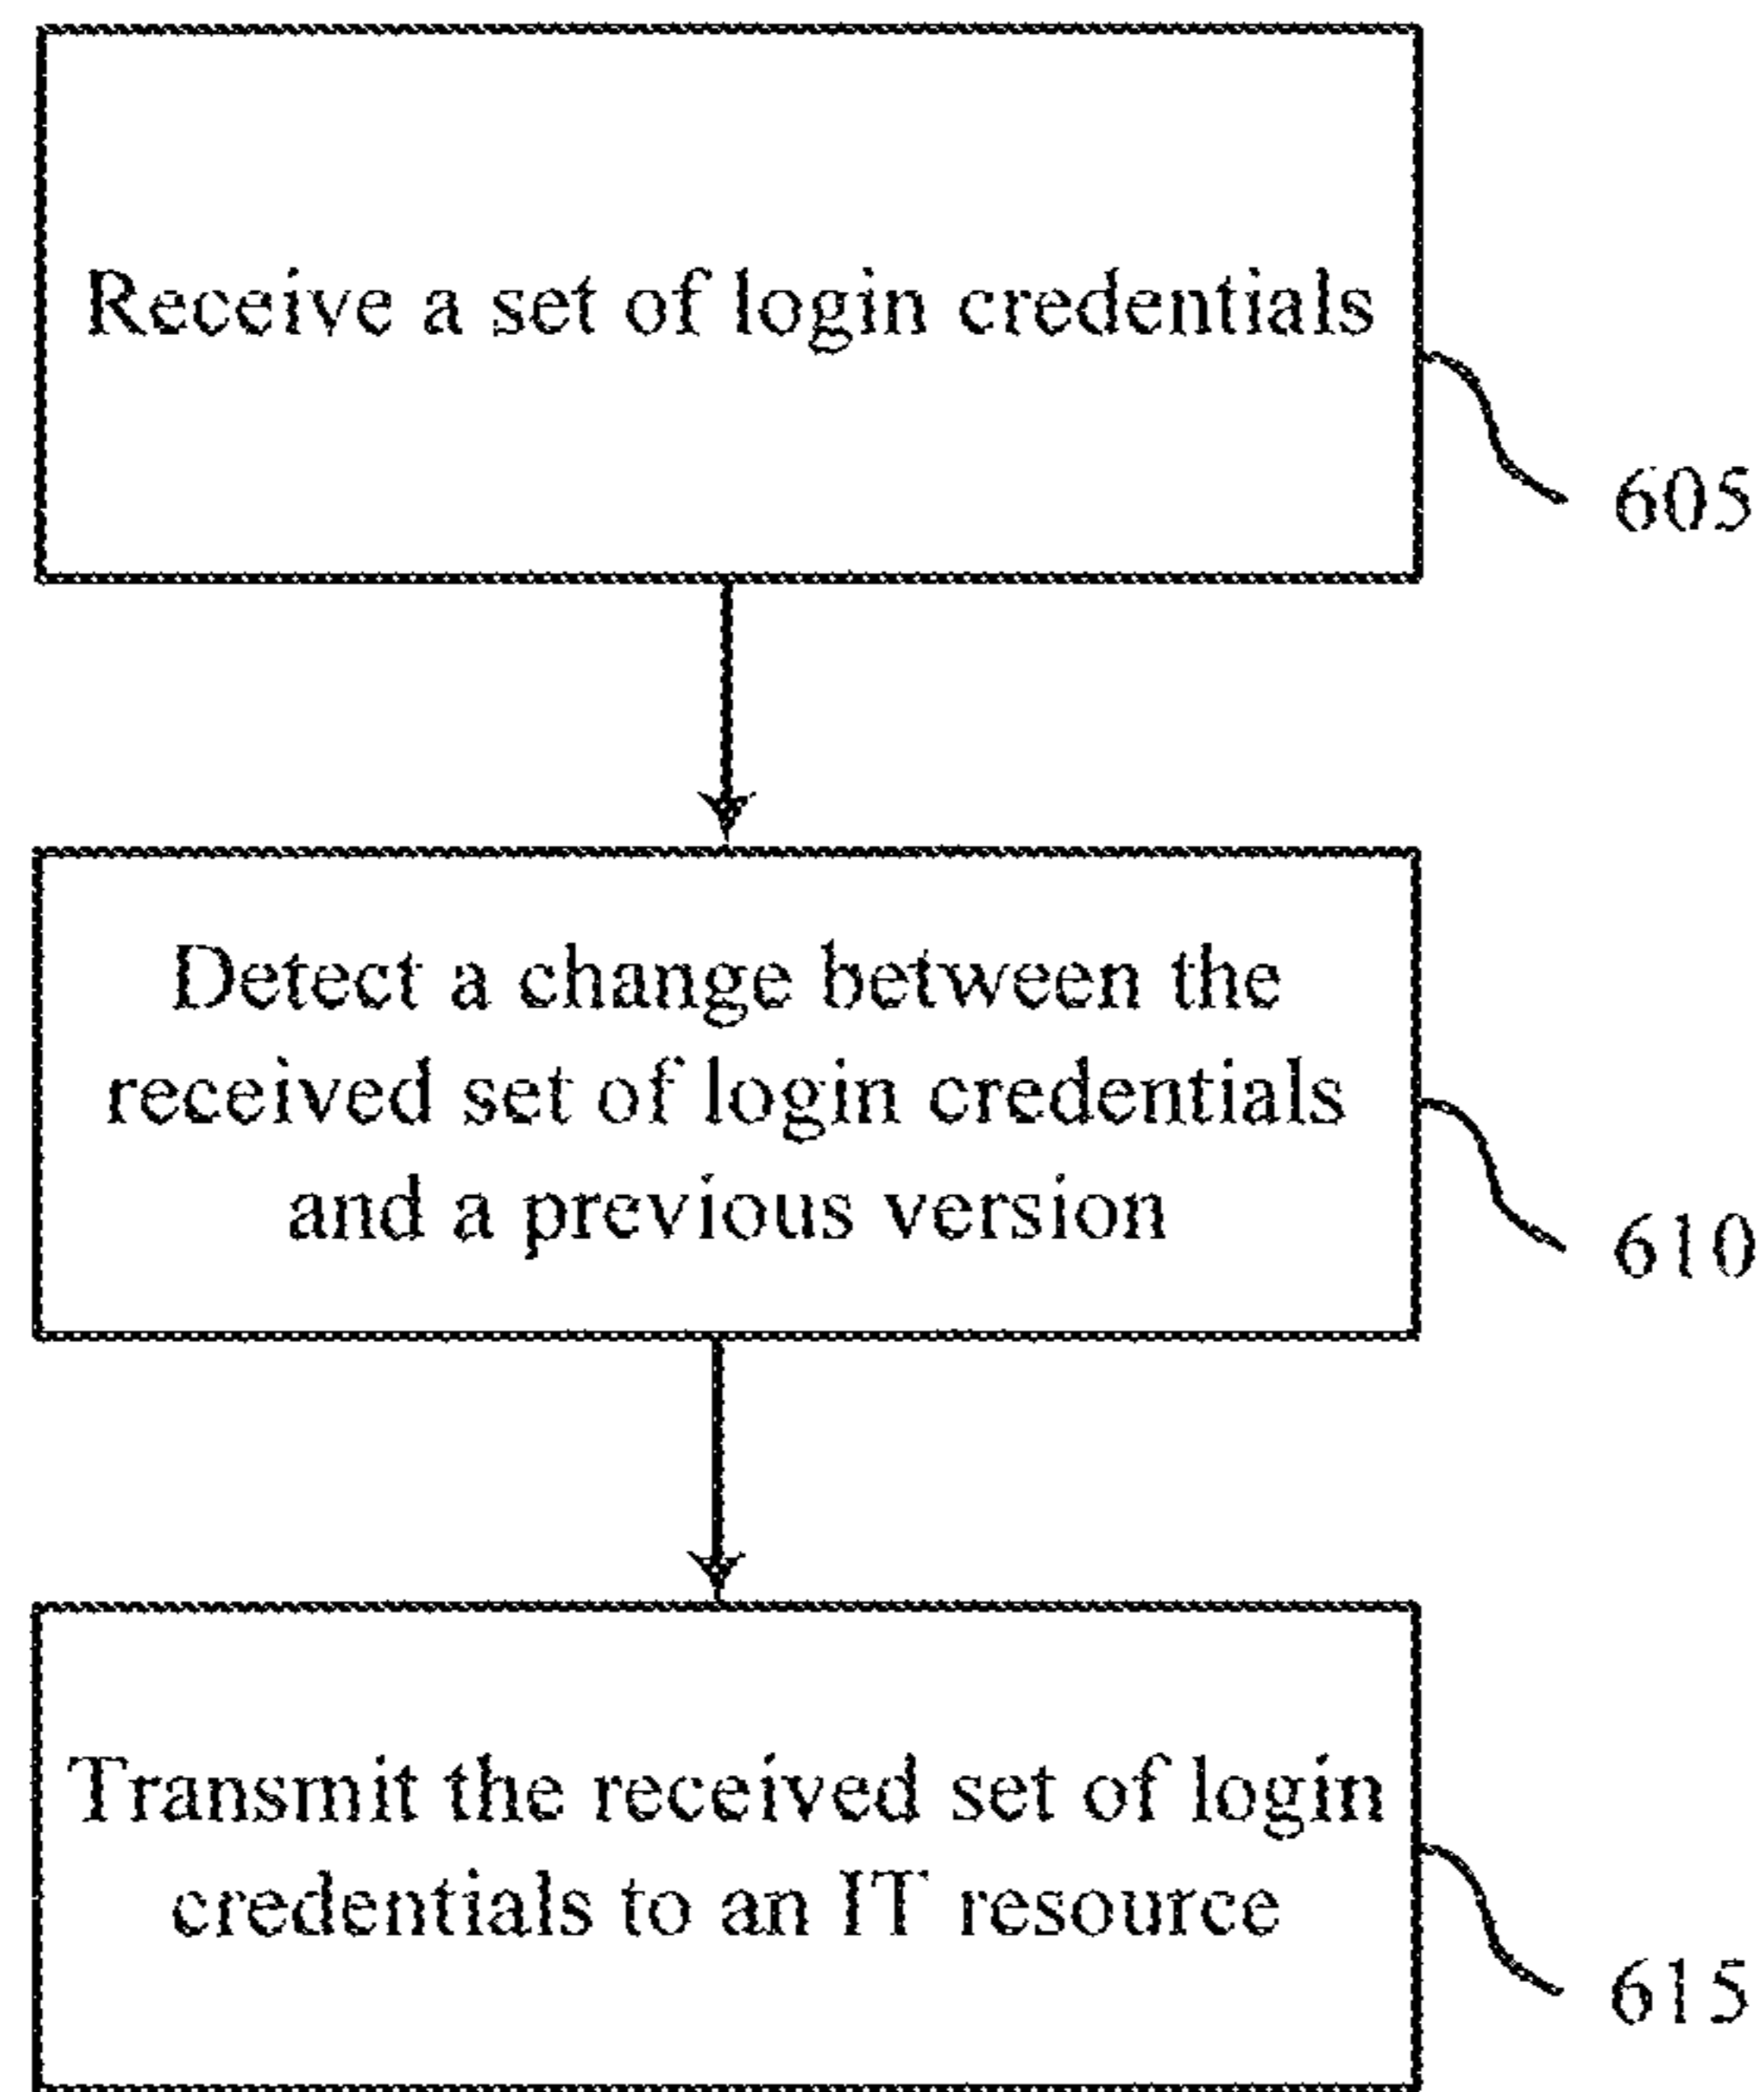 Receive a set of login credentials
605
Detect a change between the
received set of login credentials
and a previous version
610
Transmit the received set of login
credentials to an IT resource
615